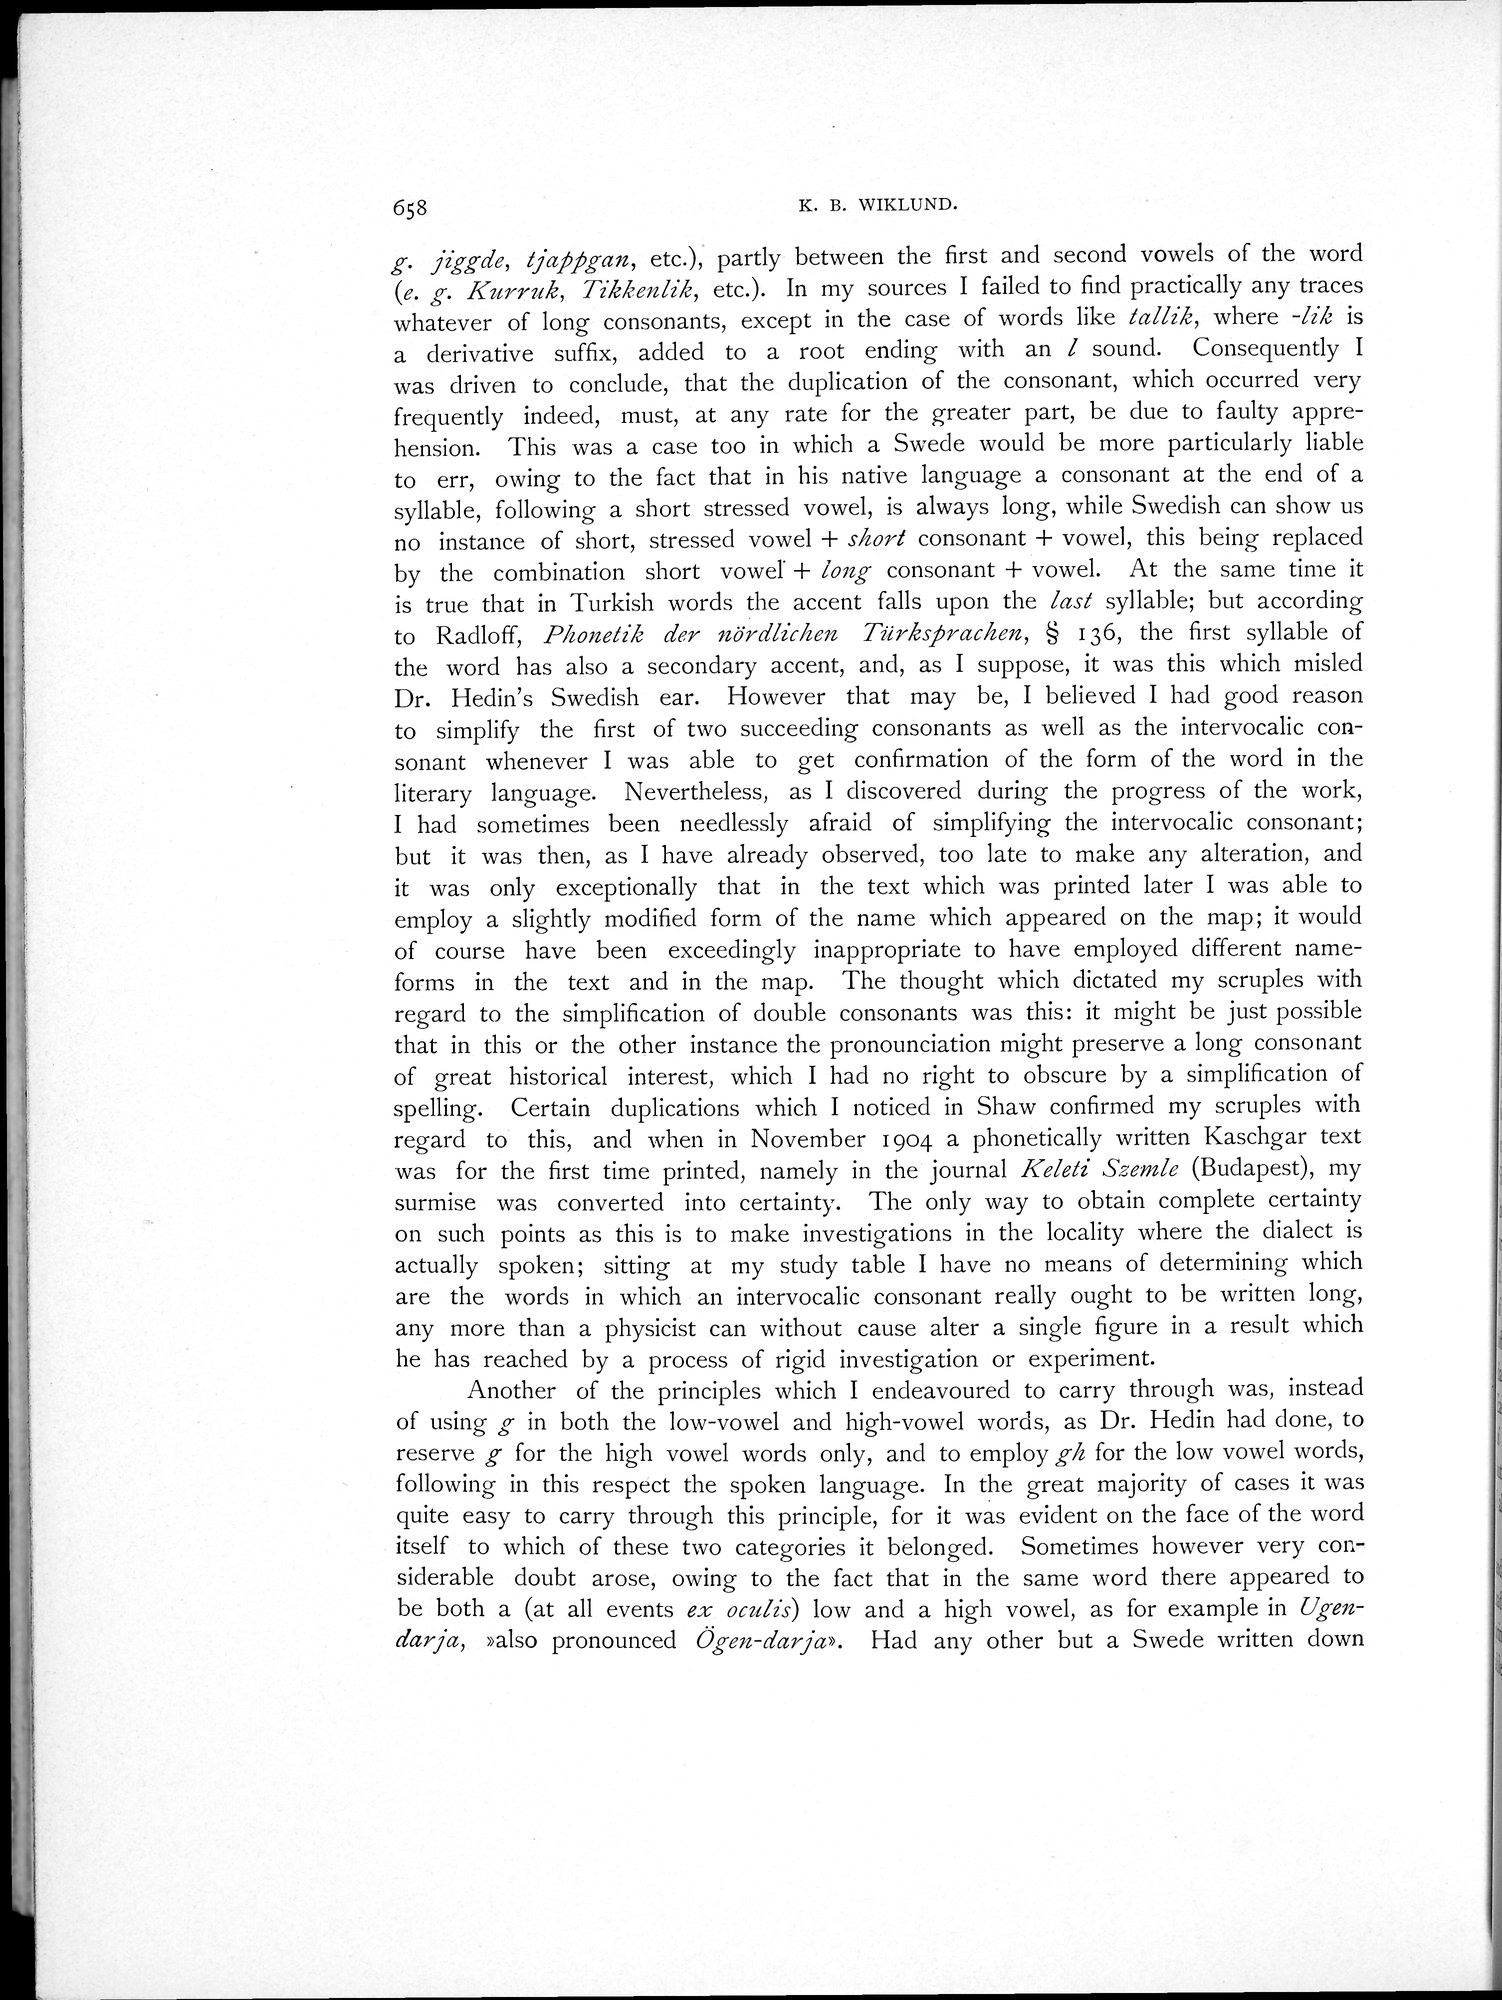 658
K. B. WIKLUND.
g. jiggde, tjappgan, etc.), partly between the first and second vowels of the word
(e. g. Kurruk, Tikkenlik, etc.). In my sources I failed to find practically any traces
whatever of long consonants, except in the case of words like tallik, where -lik is
a derivative suffix, added to a root ending with an l sound. Consequently I
was driven to conclude, that the duplication of the consonant, which occurred very
frequently indeed, must, at any rate for the greater part, be due to faulty appre-
hension. This was a case too in which a Swede would be more particularly liable
to err, owing to the fact that in his native language a consonant at the end of a
syllable, following a short stressed vowel, is always long, while Swedish can show us
no instance of short, stressed vowel + short consonant + vowel, this being replaced
by the combination short vowel + long consonant + vowel. At the same time it
is true that in Turkish words the accent falls upon the last syllable; but according
to Radloff, Phonetik der nördlichen Türksprachen, § 136, the first syllable of
the word has also a secondary accent, and, as I suppose, it was this which misled
Dr. Hedin's Swedish ear. However that may be, I believed I had good reason
to simplify the first of two succeeding consonants as well as the intervocalic con-
sonant whenever I was able to get confirmation of the form of the word in the
literary language. Nevertheless, as I discovered during the progress of the work,
I had sometimes been needlessly afraid of simplifying the intervocalic consonant;
but it was then, as I have already observed, too late to make any alteration, and
it was only exceptionally that in the text which was printed later I was able to
employ a slightly modified form of the name which appeared on the map; it would
of course have been exceedingly inappropriate to have employed different name-
forms in the text and in the map. The thought which dictated my scruples with
regard to the simplification of double consonants was this: it might be just possible
that in this or the other instance the pronounciation might preserve a long consonant
of great historical interest, which I had no right to obscure by a simplification of
spelling. Certain duplications which I noticed in Shaw confirmed my scruples with
regard to this, and when in November 1904 a phonetically written Kaschgar text
was for the first time printed, namely in the journal Keleti Szemle (Budapest), my
surmise was converted into certainty. The only way to obtain complete certainty
on such points as this is to make investigations in the locality where the dialect is
actually spoken; sitting at my study table I have no means of determining which
are the words in which an intervocalic consonant really ought to be written long,
any more than a physicist can without cause alter a single figure in a result which
he has reached by a process of rigid investigation or experiment.
Another of the principles which I endeavoured to carry through was, instead
of using g in both the low-vowel and high-vowel words, as Dr. Hedin had done, to
reserve g for the high vowel words only, and to employ gh for the low vowel words,
following in this respect the spoken language. In the great majority of cases it was
quite easy to carry through this principle, for it was evident on the face of the word
itself to which of these two categories it belonged. Sometimes however very con-
siderable doubt arose, owing to the fact that in the same word there appeared to
be both a (at all events ex oculis) low and a high vowel, as for example in Ugen-
darja, »also pronounced Ögen-darja». Had any other but a Swede written down